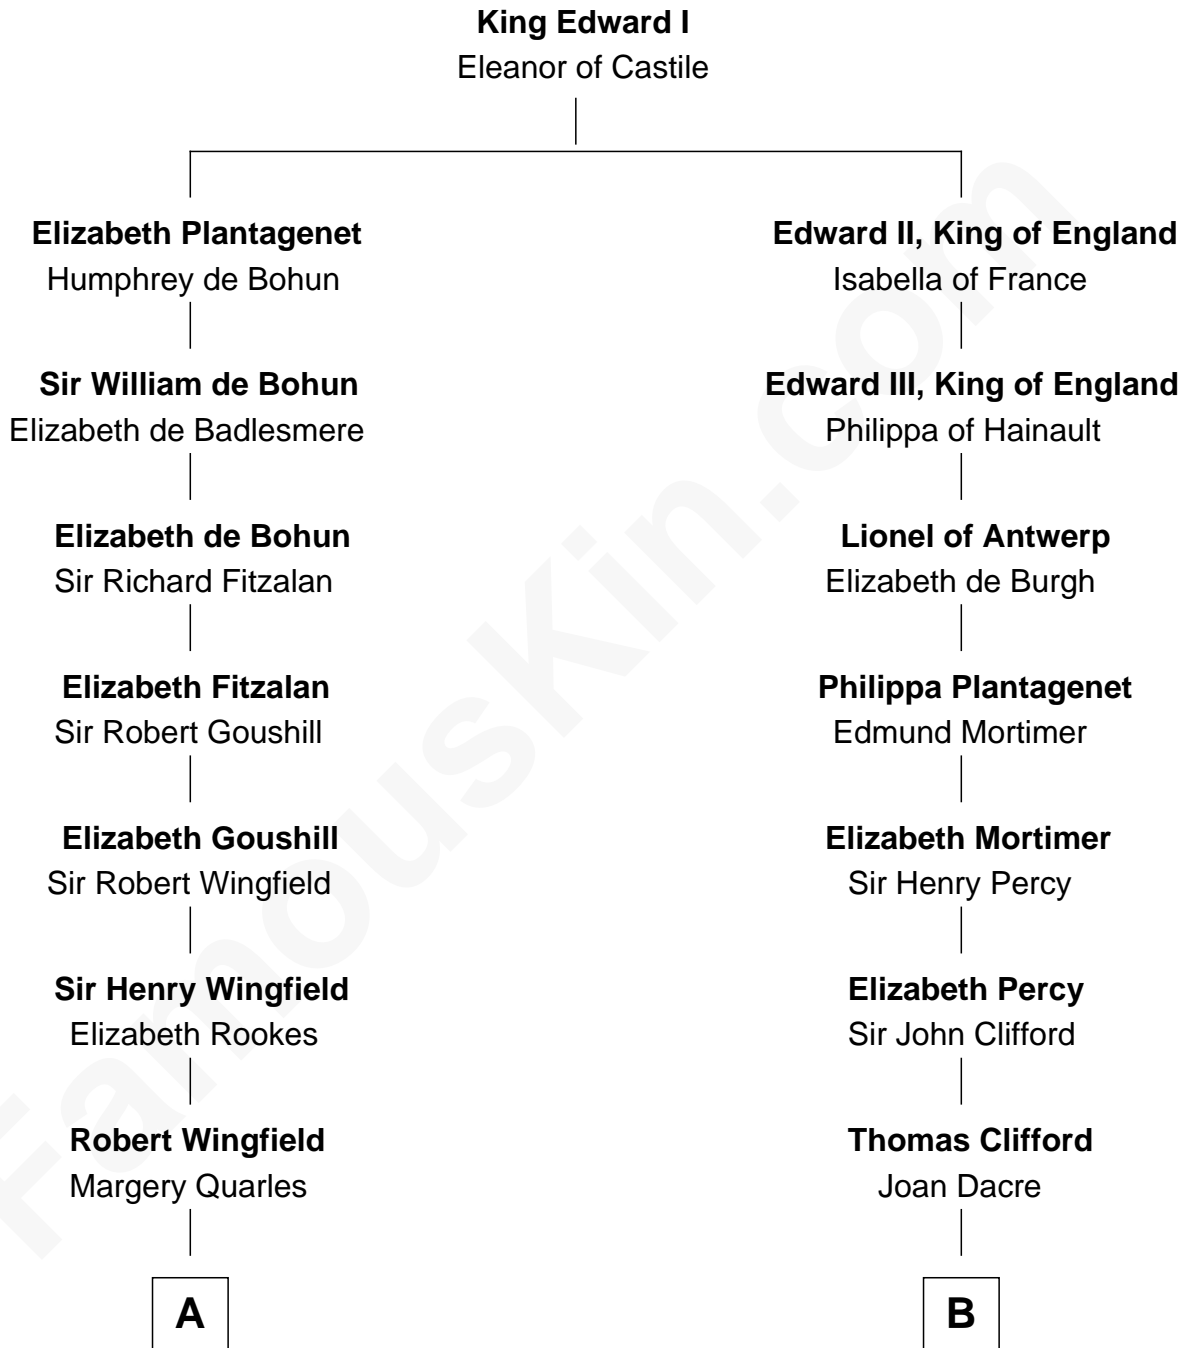 King Edward I
Eleanor of Castile
Elizabeth Plantagenet
Humphrey de Bohun
Edward II, King of England
Isabella of France
Sir William de Bohun
Elizabeth de Badlesmere
Edward III, King of England
Philippa of Hainault
Elizabeth de Bohun
Sir Richard Fitzalan
Lionel of Antwerp
Elizabeth de Burgh
Elizabeth Fitzalan
Sir Robert Goushill
Philippa Plantagenet
Edmund Mortimer
Elizabeth Goushill
Sir Robert Wingfield
Elizabeth Mortimer
Sir Henry Percy
Sir Henry Wingfield
Elizabeth Rookes
Elizabeth Percy
Sir John Clifford
Robert Wingfield
Margery Quarles
Thomas Clifford
Joan Dacre
A
B
FamousKin.com